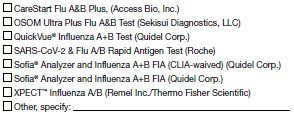 CareStart Flu A&B Plus, (Access Bio, Inc.)
OSOM Ultra Plus Flu A&B Test (Sekisui Diagnostics, LLC)
QuickVue® Influenza A+B Test (Quidel Corp.)
SARS-CoV-2 & Flu A/B Rapid Antigen Test (Roche)
Sofia® Analyzer and Influenza A+B FIA (CLIA-waived) (Quidel Corp.)
Sofia® Analyzer and Influenza A+B FIA (Quidel Corp.)
XPECT™ Influenza A/B (Remel Inc./Thermo Fisher Scientific)
Other, specify: